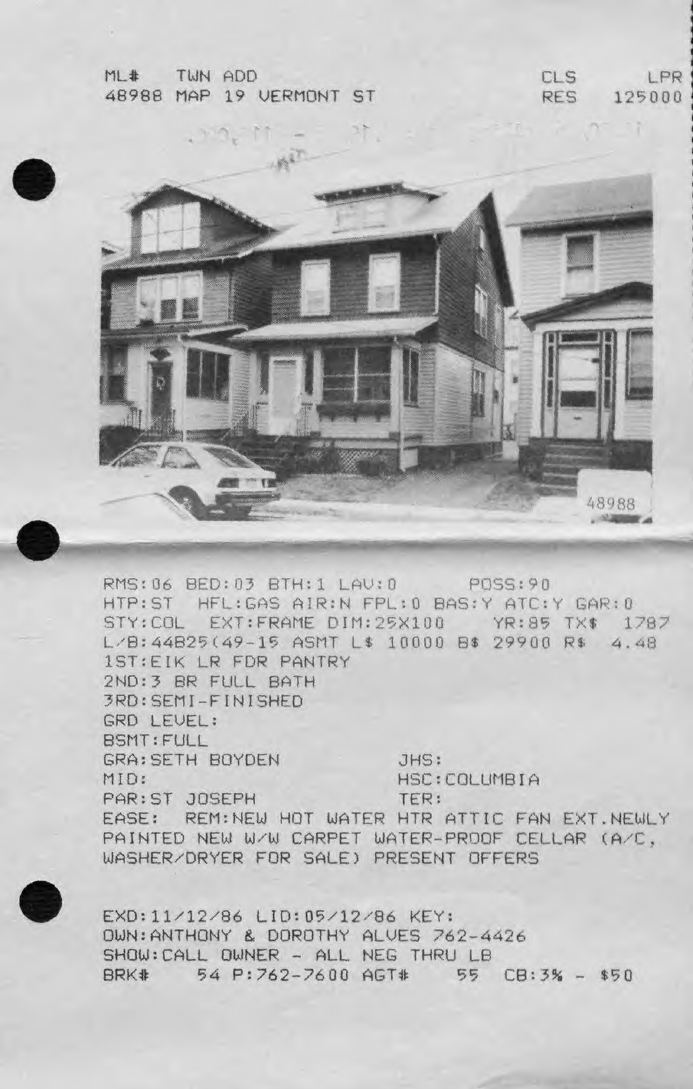 ML# TWN ADD CLS LPR
48988 MAP 19 VERMONT ST RES 125000
48988
RMS:06 BED:03 BTH:1 LAV:0 POSS:90
HTP:ST HFL:GAS AIR:N FPL:0 BAS:Y ATC:Y GAR:0
STY:COL EXT:FRAME DIM:25X100 YR:85 TX$ 1787
L/B:44B25(49-15 ASMT L$ 10000 B$ 29900 R$ 4.48
1ST:EIK LR FDR PANTRY
2ND:3 BR FULL BATH
3RD:SEMI-FINISHED
GRD LEVEL:
BSMT:FULL
GRA:SETH BOYDEN JHS:
MID: HSC:COLUMBIA
PAR:ST JOSEPH TER:
EASE: REM:NEW HOT WATER HTR ATTIC FAN EXT.NEWLY
PAINTED NEW W/W CARPET WATER-PROOF CELLAR (A/C,
WASHER/DRYER FOR SALE) PRESENT OFFERS
EXD:11/12/86 LID:05/12/86 KEY:
OWN:ANTHONY & DOROTHY ALVES 762-4426
SHOW:CALL OWNER - ALL NEG THRU LB
BRK# 54 P:762-7600 AGT# 55 CB:3% - $50